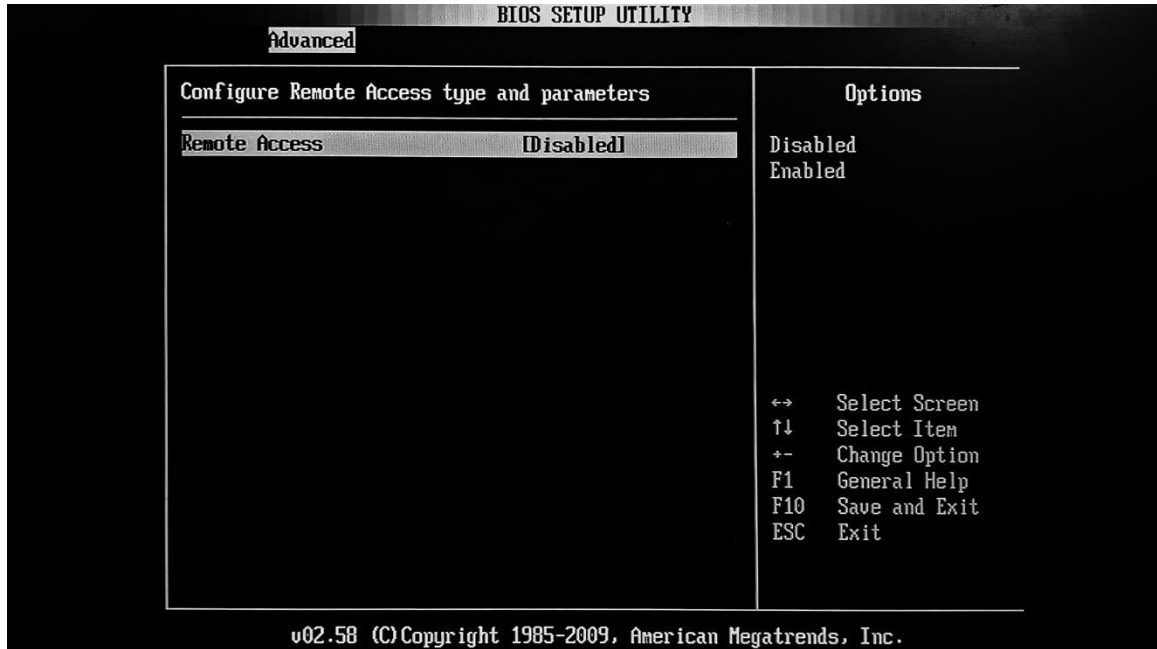 BIOS SETUP UTILITY
Advanced
Configure Remote Access type and parameters
Remote Access [Disabled]
Options
Disabled
Enabled
←→ Select Screen
↑↓ Select Item
+- Change Option
F1 General Help
F10 Save and Exit
ESC Exit
v02.58 (C)Copyright 1985-2009, American Megatrends, Inc.